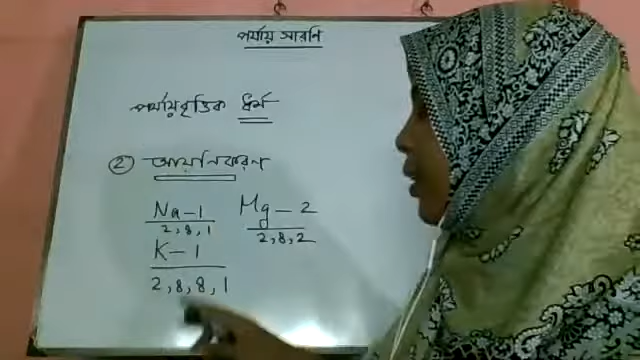 পর্যায় সারণি
পর্যায়বৃত্তিক ধর্ম
② আয়নিকরণ
Na-1 Mg-2
2,8,1 2,8,2
K-1
2,8,8,1